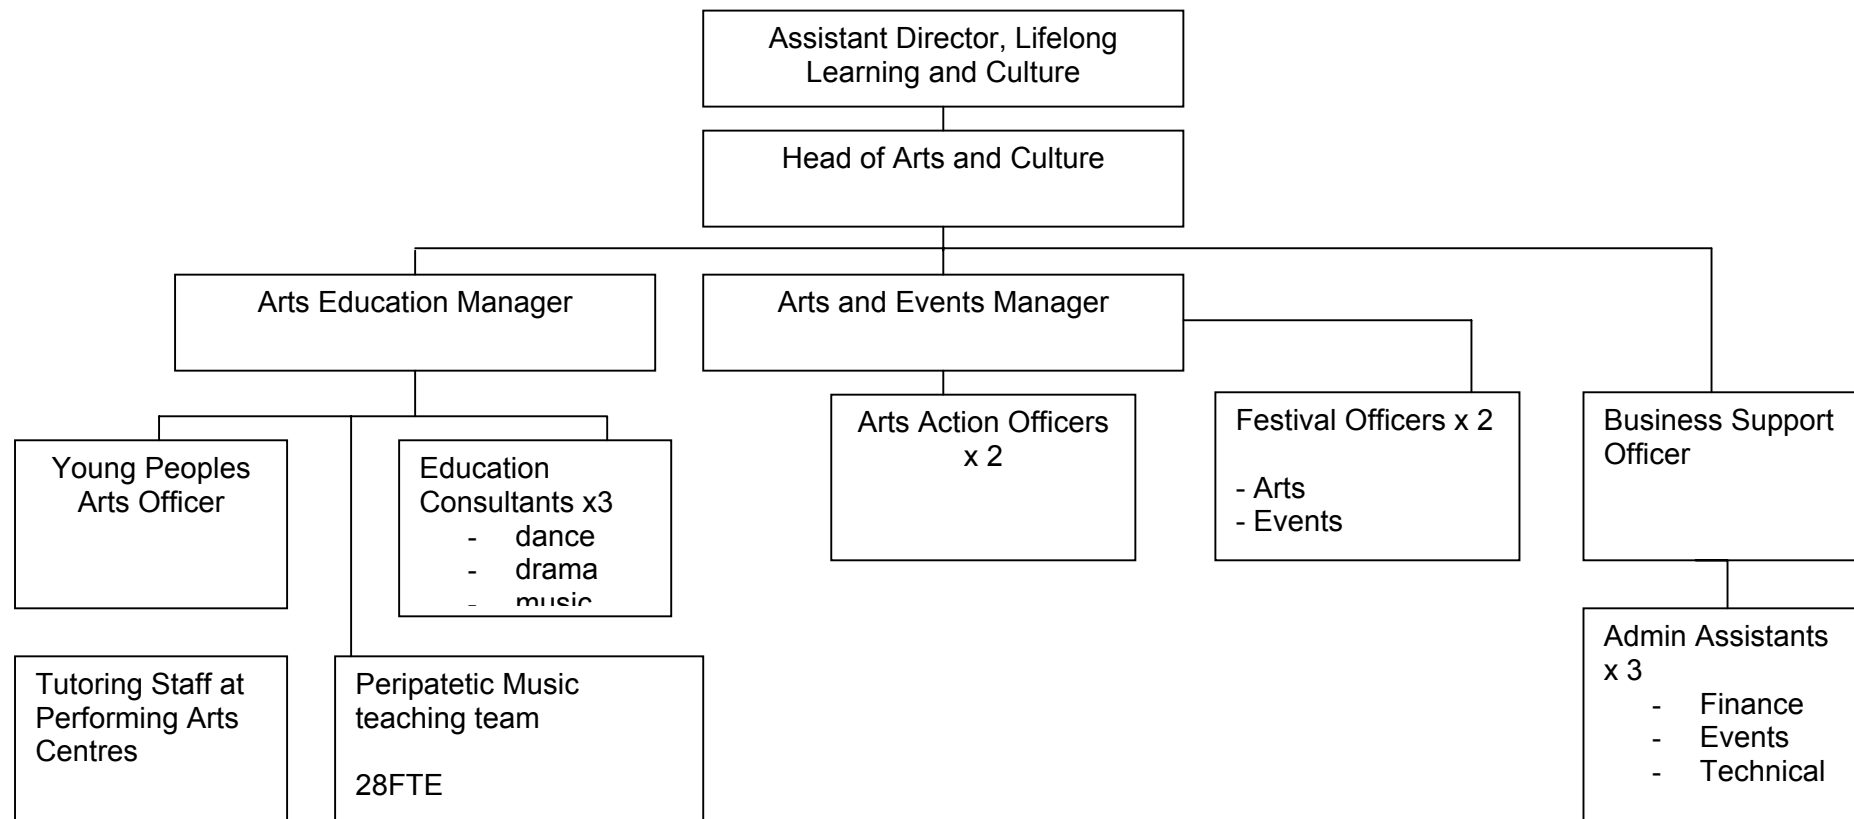 Assistant Director, Lifelong
Learning and Culture
Head of Arts and Culture
Arts Education Manager
Arts and Events Manager
Arts Action Officers
x 2
Festival Officers x 2
- Arts
- Events
Business Support
Officer
Young Peoples
Arts Officer
Education
Consultants x3
- dance
- drama
- music
Tutoring Staff at
Performing Arts
Centres
Peripatetic Music
teaching team
28FTE
Admin Assistants
x 3
- Finance
- Events
- Technical